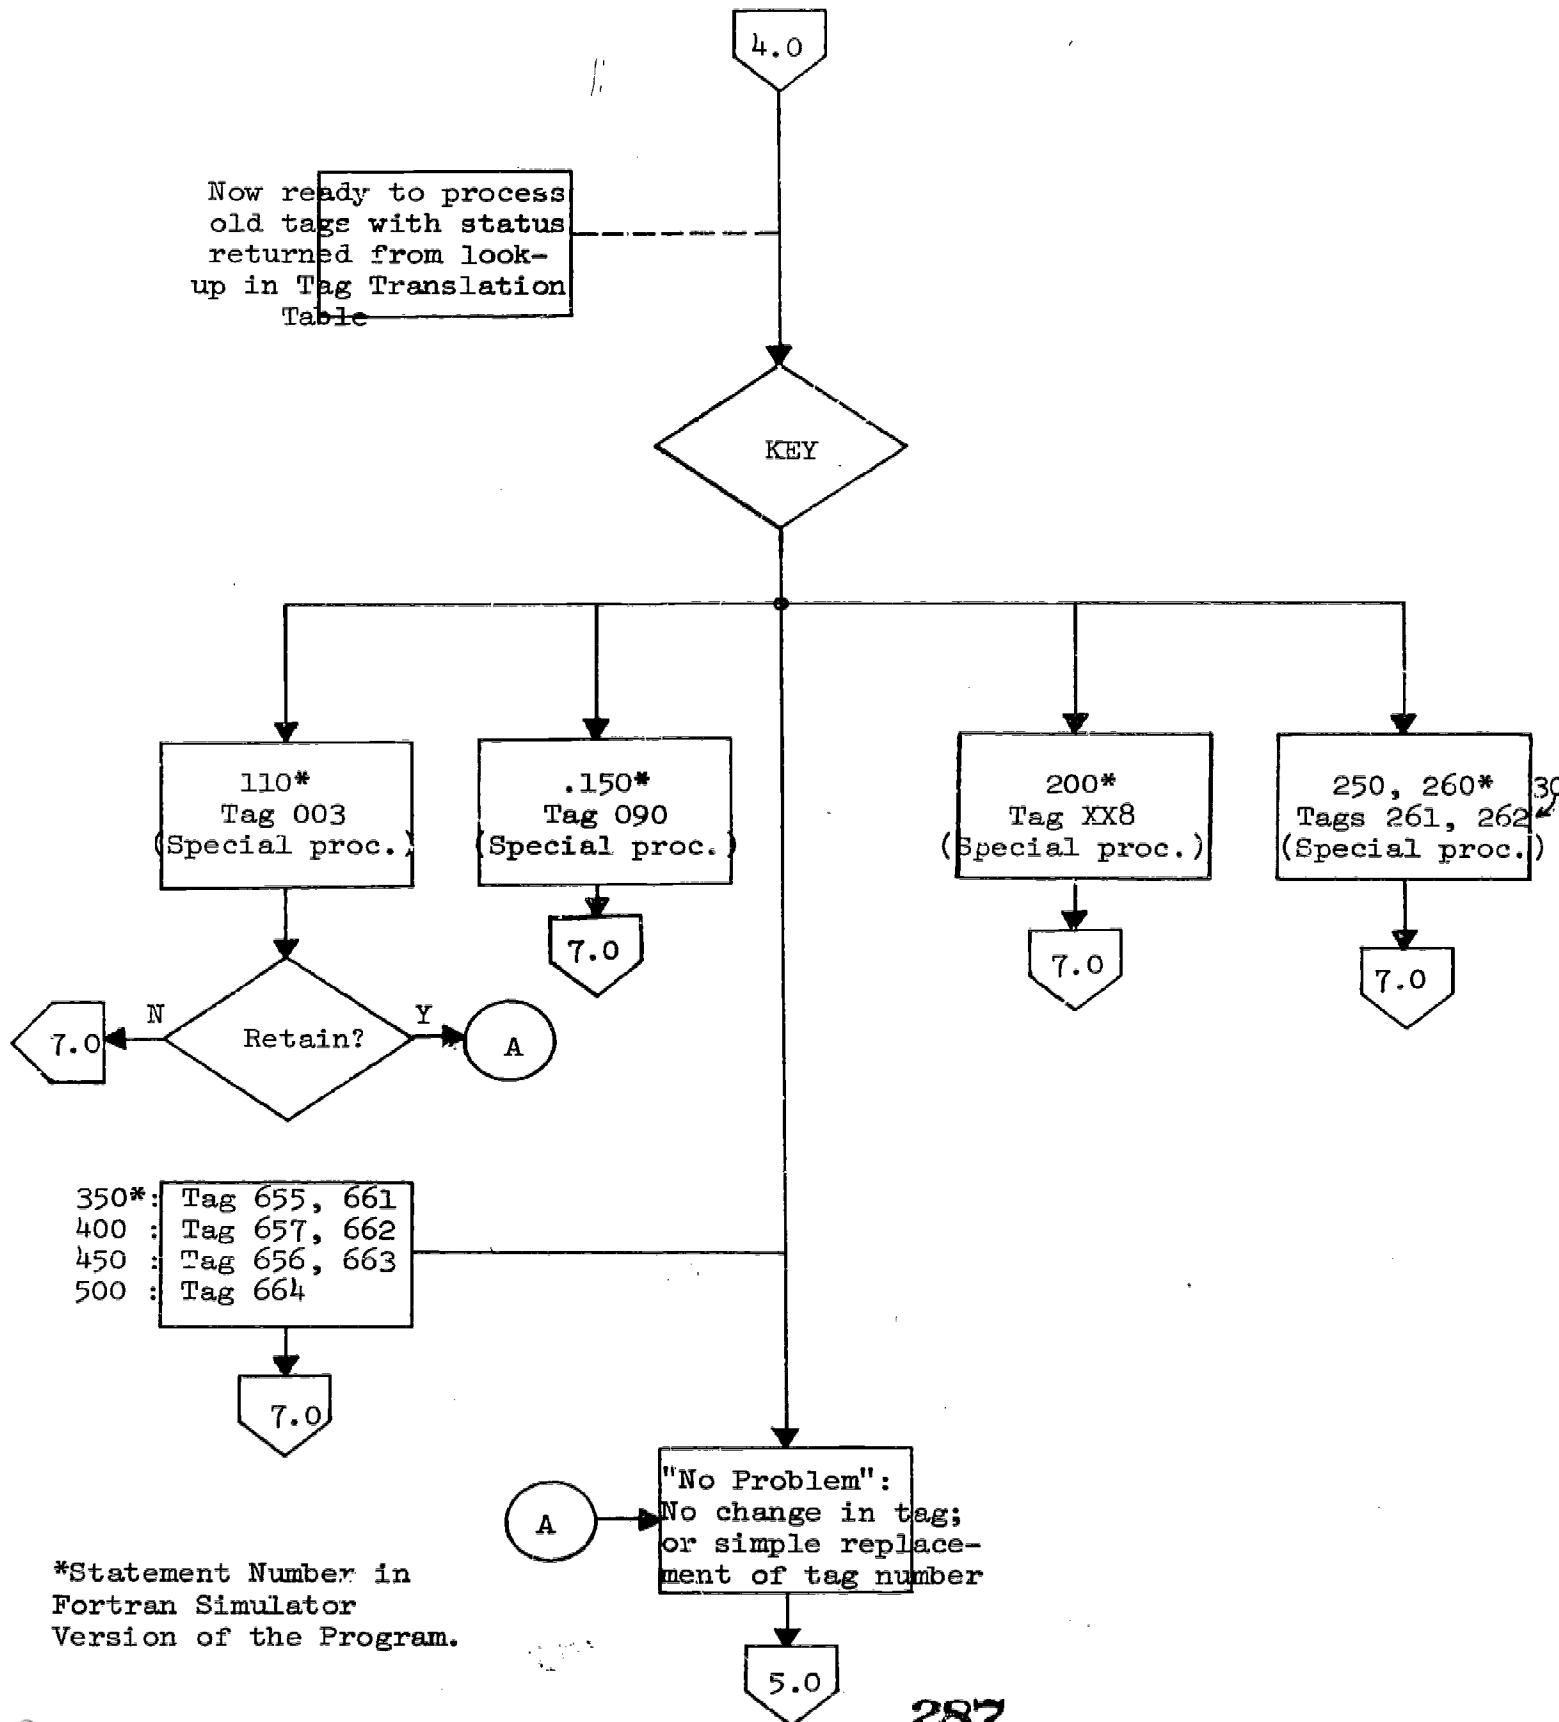 4.0
Now ready to process
old tags with status
returned from look-
up in Tag Translation
Table
KEY
110*
Tag 003
(Special proc.)
.150*
Tag 090
(Special proc.)
200*
Tag XX8
(Special proc.)
250, 260*
Tags 261, 262
(Special proc.)
7.0
7.0
7.0
N
Y
7.0
Retain?
A
350*: Tag 655, 661
400 : Tag 657, 662
450 : Tag 656, 663
500 : Tag 664
7.0
"No Problem":
No change in tag;
or simple replace-
ment of tag number
A
*Statement Number in
Fortran Simulator
Version of the Program.
5.0
287